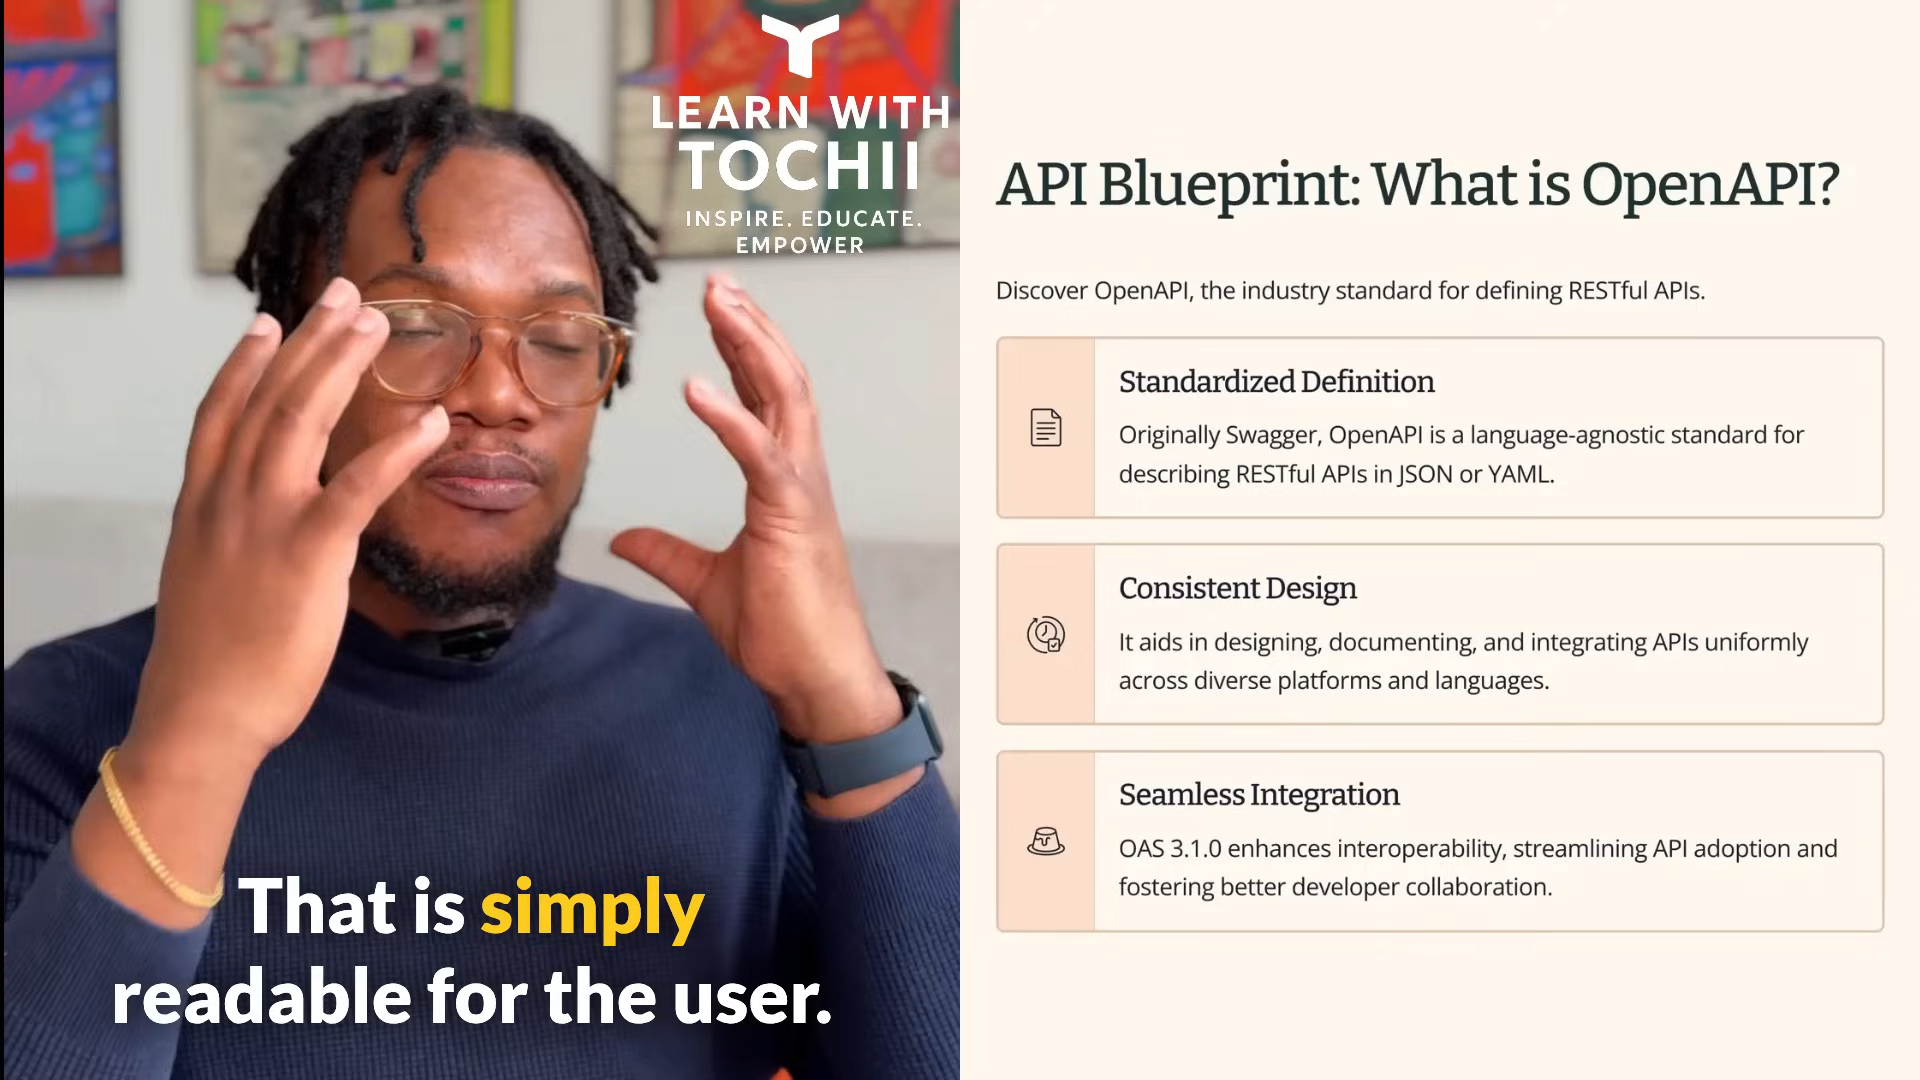 LEARN WITH
TOCHII
INSPIRE. EDUCATE.
EMPOWER
That is simply
readable for the user.
API Blueprint: What is OpenAPI?
Discover OpenAPI, the industry standard for defining RESTful APIs.
Standardized Definition
Originally Swagger, OpenAPI is a language-agnostic standard for
describing RESTful APIs in JSON or YAML.
Consistent Design
It aids in designing, documenting, and integrating APIs uniformly
across diverse platforms and languages.
Seamless Integration
OAS 3.1.0 enhances interoperability, streamlining API adoption and
fostering better developer collaboration.